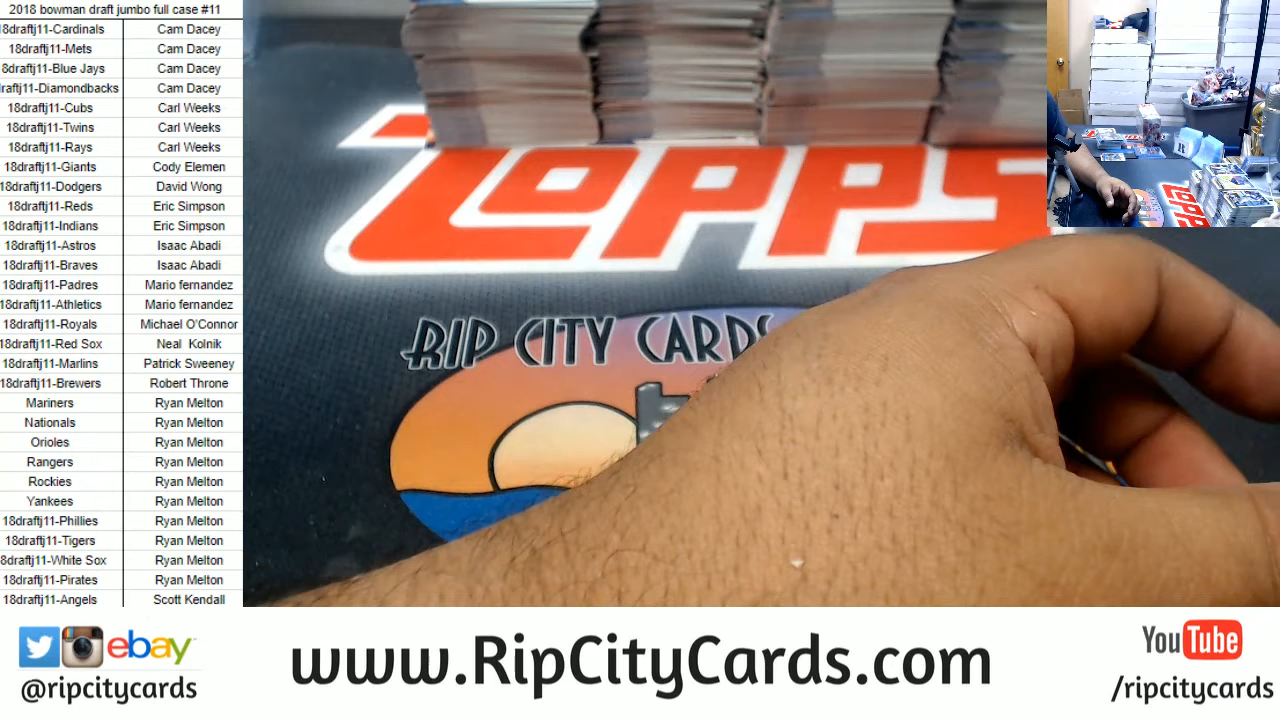 2018 bowman draft jumbo full case #11
18draftj11-Cardinals Cam Dacey
18draftj11-Mets Cam Dacey
8draftj11-Blue Jays Cam Dacey
raftj11-Diamondbacks Cam Dacey
18draftj11-Cubs Carl Weeks
18draftj11-Twins Carl Weeks
18draftj11-Rays Carl Weeks
18draftj11-Giants Cody Elemen
18draftj11-Dodgers David Wong
18draftj11-Reds Eric Simpson
18draftj11-Indians Eric Simpson
18draftj11-Astros Isaac Abadi
18draftj11-Braves Isaac Abadi
18draftj11-Padres Mario fernandez
18draftj11-Athletics Mario fernandez
18draftj11-Royals Michael O'Connor
18draftj11-Red Sox Neal Kolnik
18draftj11-Marlins Patrick Sweeney
18draftj11-Brewers Robert Throne
Mariners Ryan Melton
Nationals Ryan Melton
Orioles Ryan Melton
Rangers Ryan Melton
Rockies Ryan Melton
Yankees Ryan Melton
18draftj11-Phillies Ryan Melton
18draftj11-Tigers Ryan Melton
8draftj11-White Sox Ryan Melton
18draftj11-Pirates Ryan Melton
18draftj11-Angels Scott Kendall
TOPPS
RIP CITY CARDS
TOPPS
ebay
@ripcitycards
www.RipCityCards.com
YouTube
/ripcitycards